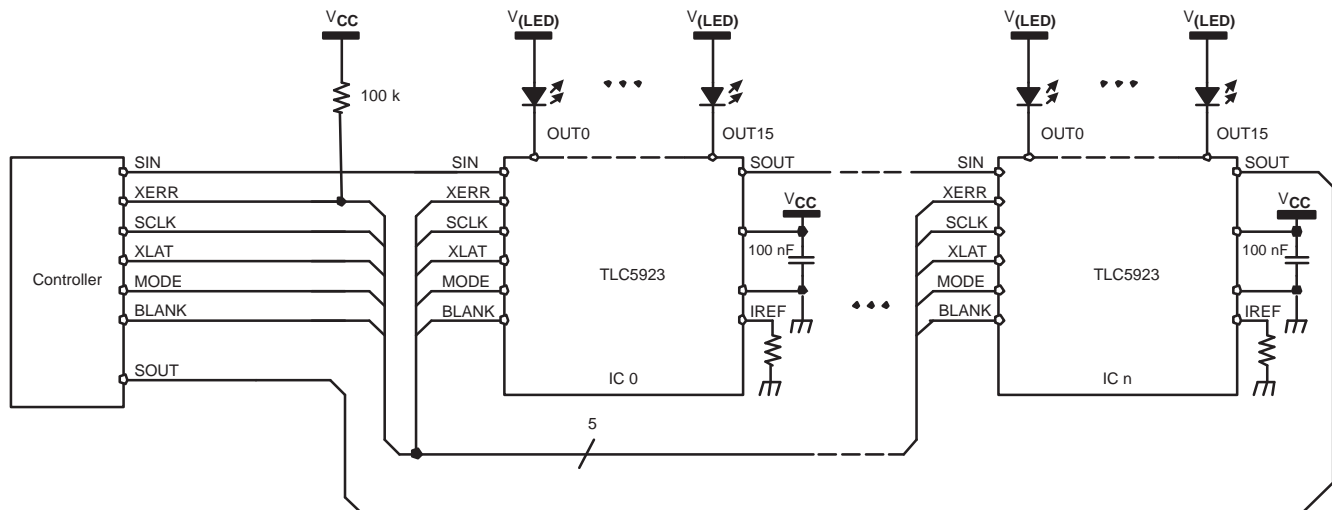 VCC
V(LED)
V(LED)
V(LED)
V(LED)
100 k
OUT0
OUT15
OUT0
OUT15
SIN
SIN
SOUT
SIN
SOUT
XERR
XERR
XERR
VCC
VCC
SCLK
SCLK
SCLK
100 nF
100 nF
XLAT
XLAT
XLAT
Controller
TLC5923
TLC5923
MODE
MODE
MODE
BLANK
BLANK
IREF
BLANK
IREF
SOUT
IC 0
IC n
5